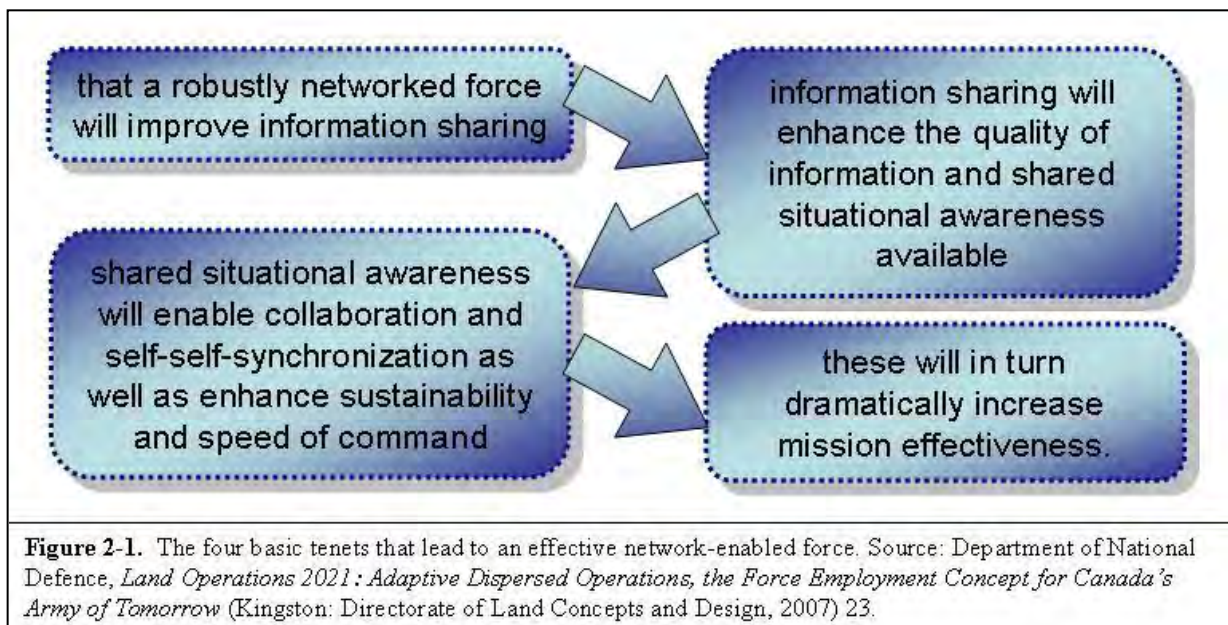 that a robustly networked force
will improve information sharing
information sharing will
enhance the quality of
information and shared
situational awareness
available
shared situational awareness
will enable collaboration and
self-self-synchronization as
well as enhance sustainability
and speed of command
these will in turn
dramatically increase
mission effectiveness.
Figure 2-1. The four basic tenets that lead to an effective network-enabled force. Source: Department of National
Defence, Land Operations 2021: Adaptive Dispersed Operations, the Force Employment Concept for Canada's
Army of Tomorrow (Kingston: Directorate of Land Concepts and Design, 2007) 23.